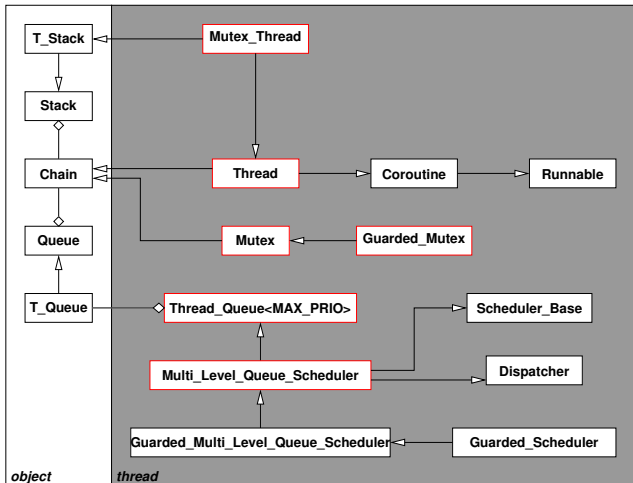 T_Stack
Mutex_Thread
Stack
Chain
Thread
Coroutine
Runnable
Queue
Mutex
Guarded_Mutex
T_Queue
Thread_Queue<MAX_PRIO>
Scheduler_Base
Multi_Level_Queue_Scheduler
Dispatcher
Guarded_Multi_Level_Queue_Scheduler
Guarded_Scheduler
object
thread